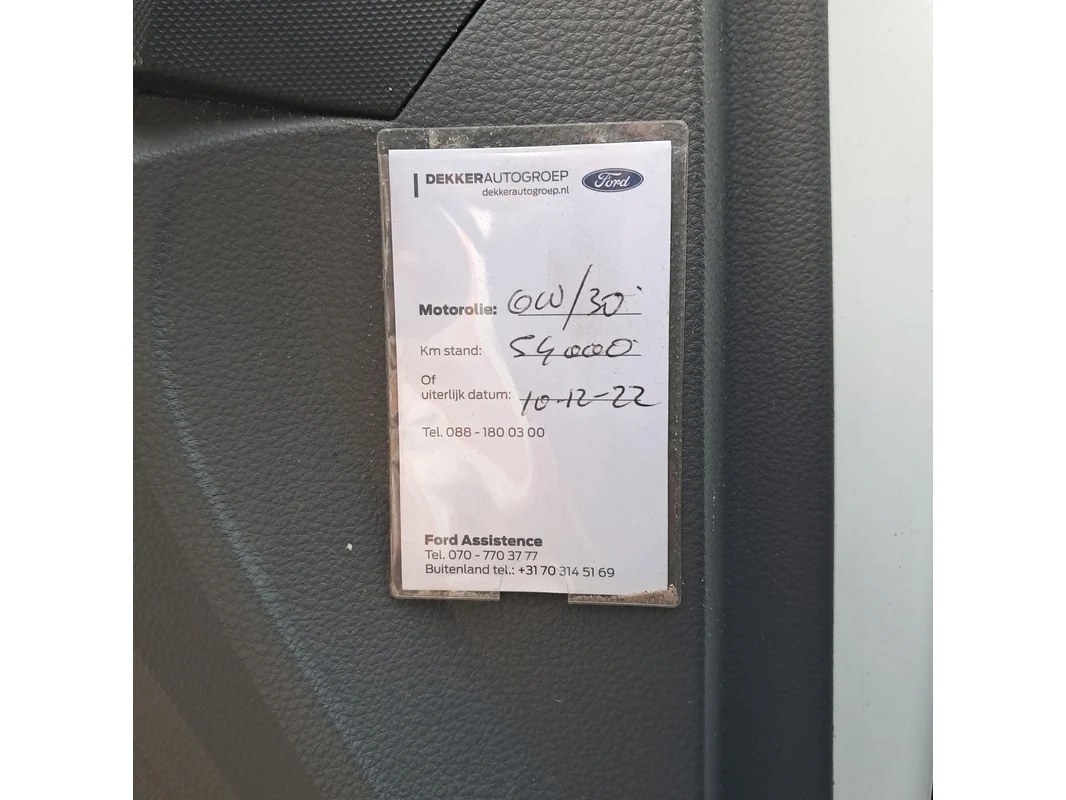 DEKKERAUTOGROEP Ford
dekkerautogroep.nl
Motorolie: 0W/30
Km stand: 54000
Of
uiterlijk datum: 10-12-22
Tel. 088 - 180 03 00
Ford Assistence
Tel. 070 - 770 37 77
Buitenland tel.: +31 70 314 51 69